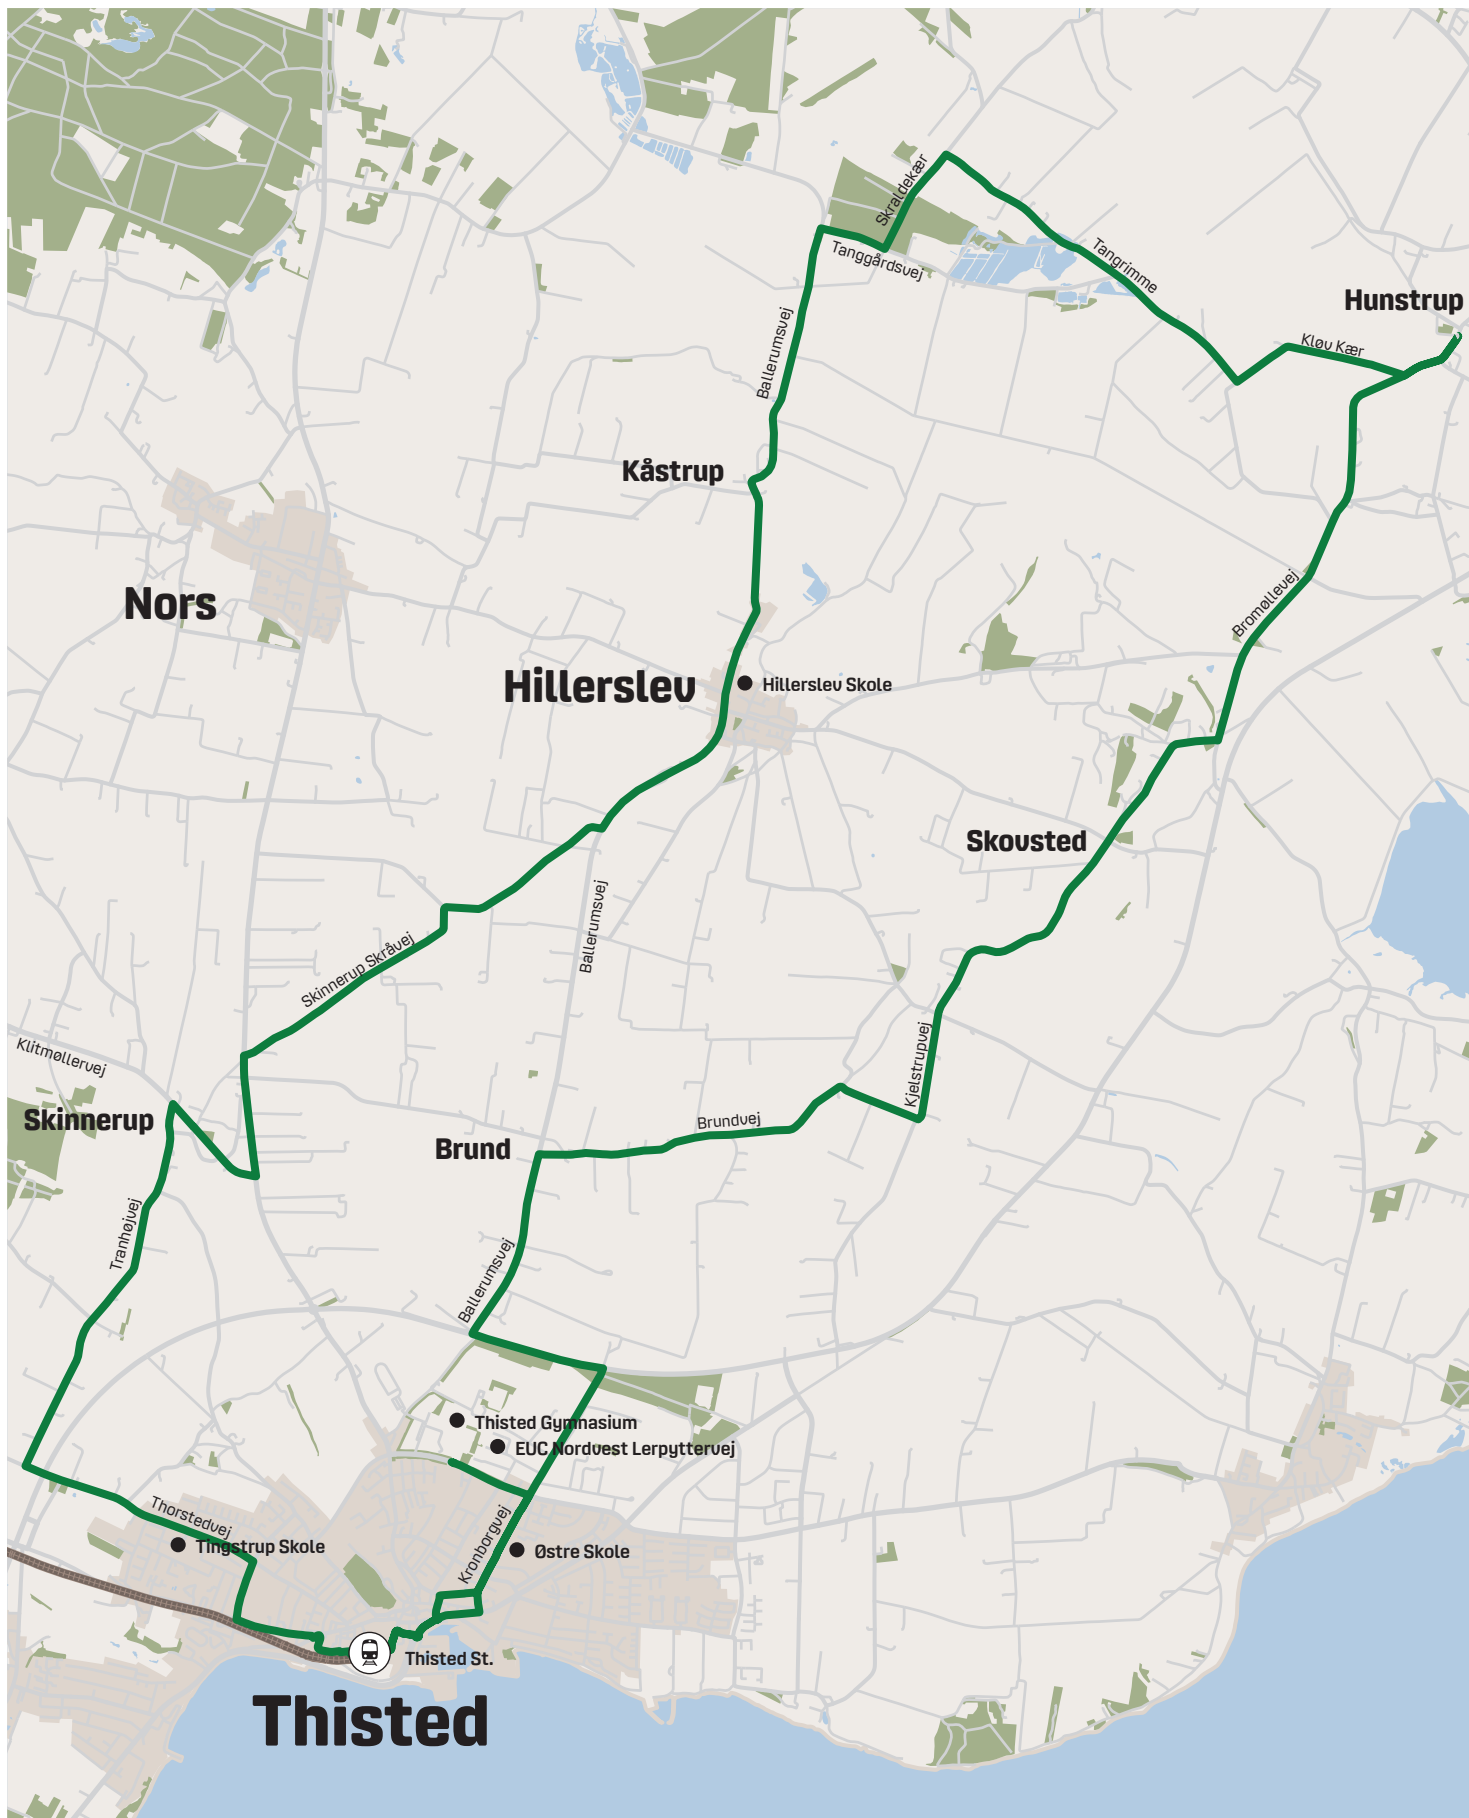 Skraldekær
Tanggårdsvej
Tangrimme
Hunstrup
Kløv Kær
Ballerumsvej
Kåstrup
Nors
Bromøllevej
Hillerslev
Hillerslev Skole
Skovsted
Ballerumsvej
Skinnerup Skråvej
Klitmøllervej
Kjelstrupvej
Skinnerup
Brundvej
Brund
Tranhøjvej
Ballerumsvej
Thisted Gymnasium
EUC Nordvest Lerpyttervej
Thorstedvej
Tingstrup Skole
Kronborgvej
Østre Skole
Thisted St.
Thisted